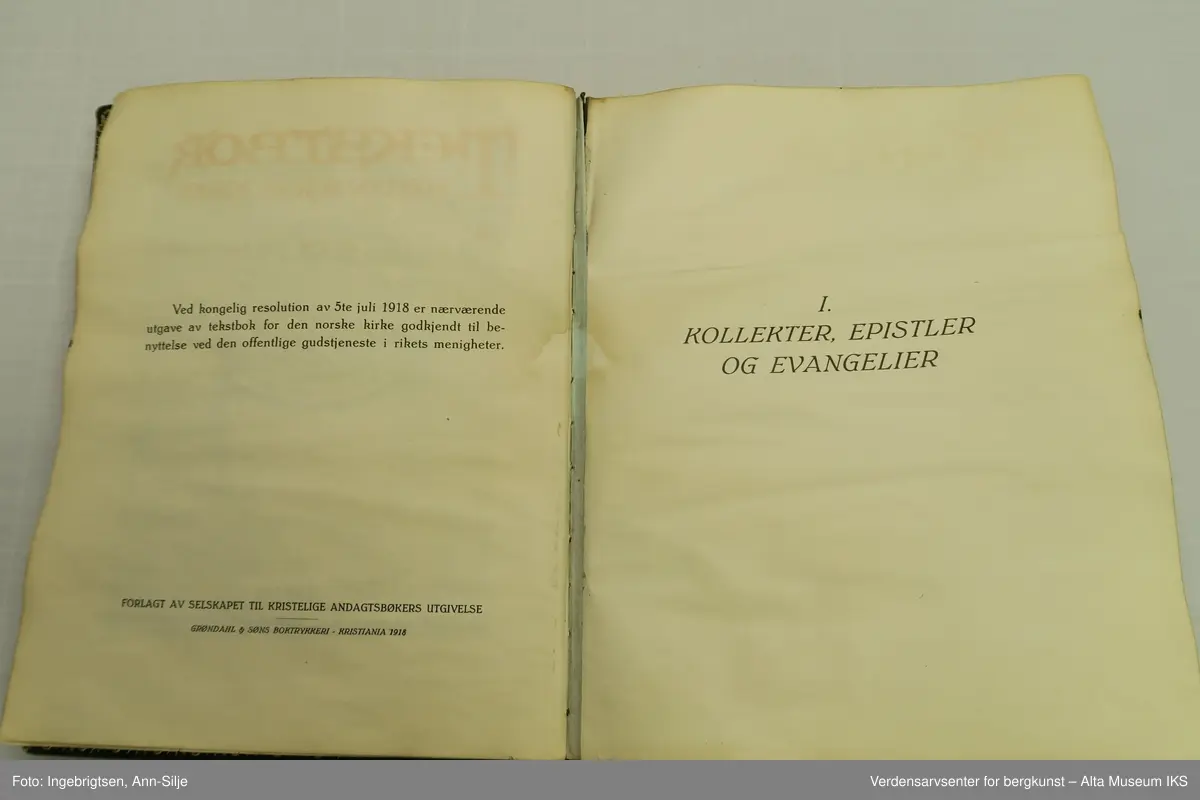 Ved kongelig resolution av 5te juli 1918 er nærværende
utgave av tekstbok for den norske kirke godkjendt til be-
nyttelse ved den offentlige gudstjeneste i rikets menigheter.
FORLAGT AV SELSKAPET TIL KRISTELIGE ANDAGTSBØKERS UTGIVELSE
GRØNDAHL & SØNS BOKTRYKKERI - KRISTIANIA 1918
I.
KOLLEKTER, EPISTLER
OG EVANGELIER
Foto: Ingebrigtsen, Ann-Silje
Verdensarvsenter for bergkunst – Alta Museum IKS